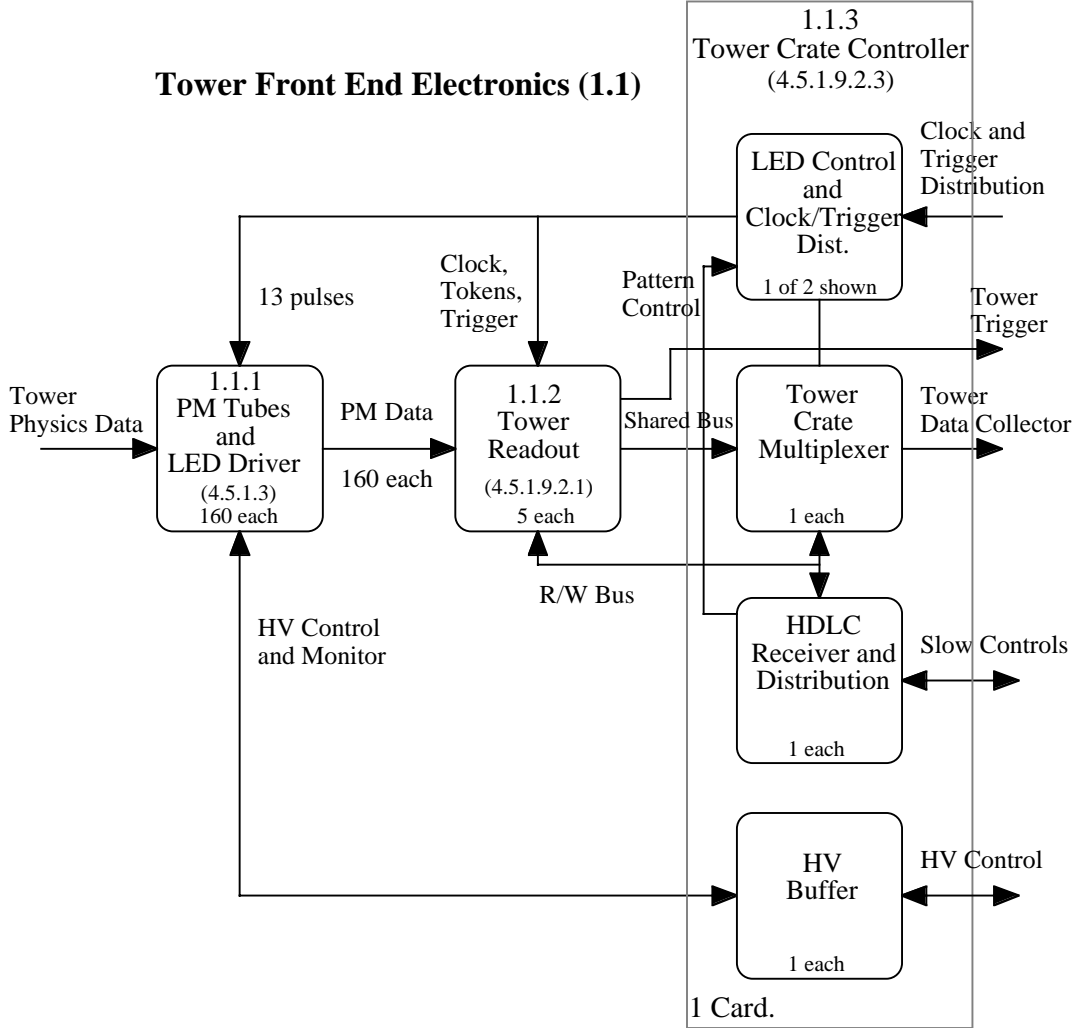 1.1.3
Tower Crate Controller
(4.5.1.9.2.3)
Tower Front End Electronics (1.1)
Clock and
Trigger
Distribution
LED Control
and
Clock/Trigger
Dist.
1 of 2 shown
13 pulses
Clock,
Tokens,
Trigger
Pattern
Control
Tower
Trigger
Tower
Physics Data
1.1.1
PM Tubes
and
LED Driver
(4.5.1.3)
160 each
PM Data
160 each
1.1.2
Tower
Readout
(4.5.1.9.2.1)
5 each
Shared Bus
Tower
Crate
Multiplexer
1 each
Tower
Data Collector
R/W Bus
HV Control
and Monitor
HDLC
Receiver and
Distribution
1 each
Slow Controls
HV
Buffer
1 each
HV Control
1 Card.